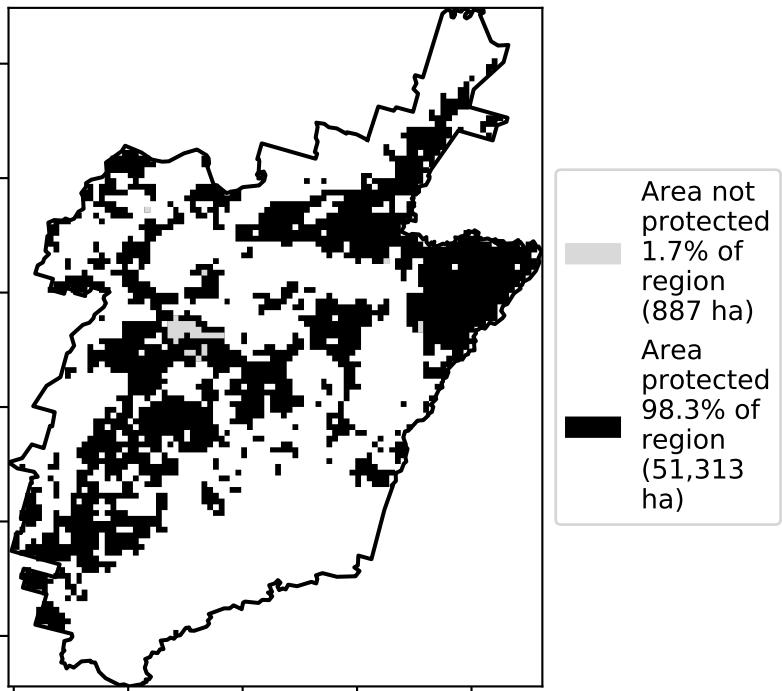 Area not
protected
1.7% of
region
(887 ha)
Area
protected
98.3% of
region
(51,313
ha)